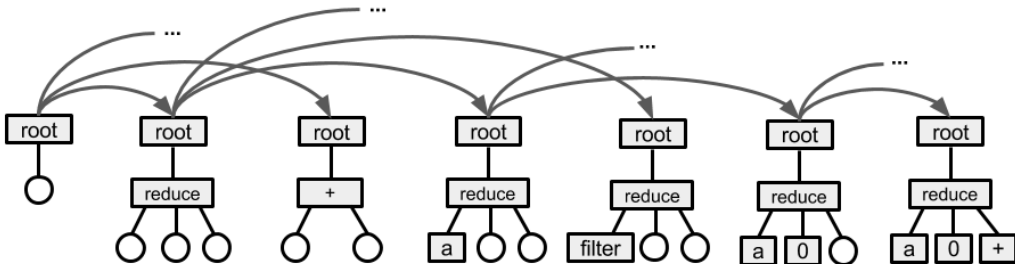 ...
...
...
...
root
root
root
root
root
root
root
reduce
+
reduce
reduce
reduce
reduce
a
filter
a
0
a
0
+